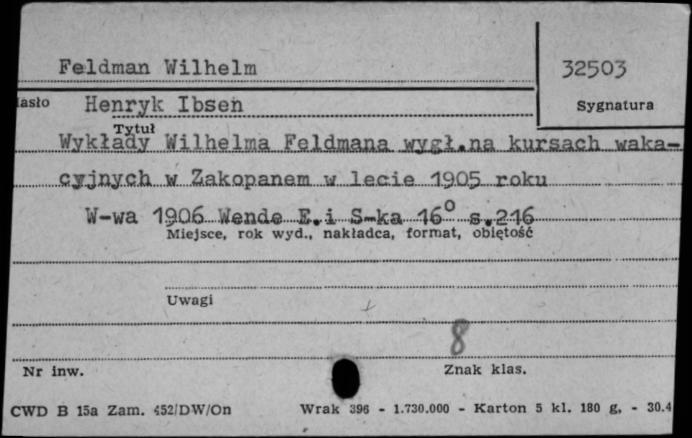 Feldman Wilhelm
32503
asło Henryk Ibsen
Sygnatura
Tytuł
Wykłady Wilhelma Feldmana wygł.na kursach waka-
cyjnych w Zakopanem w lecie 1905 roku
W-wa 1906 Wende E.i S-ka 16° s.216
Miejsce, rok wyd., nakładca, format, objętość
Uwagi
8
Nr inw.
Znak klas.
CWD B 15a Zam. 452/DW/On Wrak 396 - 1.730.000 - Karton 5 kl. 180 g, - 30.4